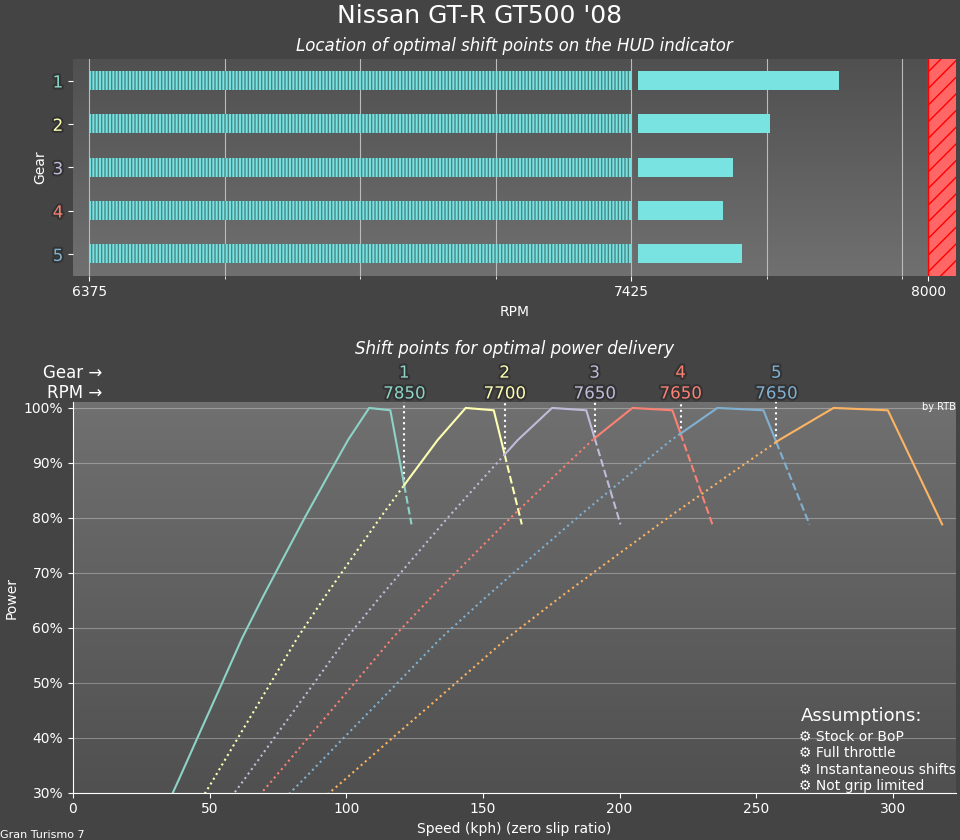 Nissan GT-R GT500 '08
Location of optimal shift points on the HUD indicator
Gear
1
2
3
4
5
6375 7425 8000
RPM
Shift points for optimal power delivery
Gear → 1 2 3 4 5
RPM → 7850 7700 7650 7650 7650
by RTB
Power
100%
90%
80%
70%
60%
50%
40%
30%
Assumptions:
⚙ Stock or BoP
⚙ Full throttle
⚙ Instantaneous shifts
⚙ Not grip limited
0 50 100 150 200 250 300
Speed (kph) (zero slip ratio)
Gran Turismo 7